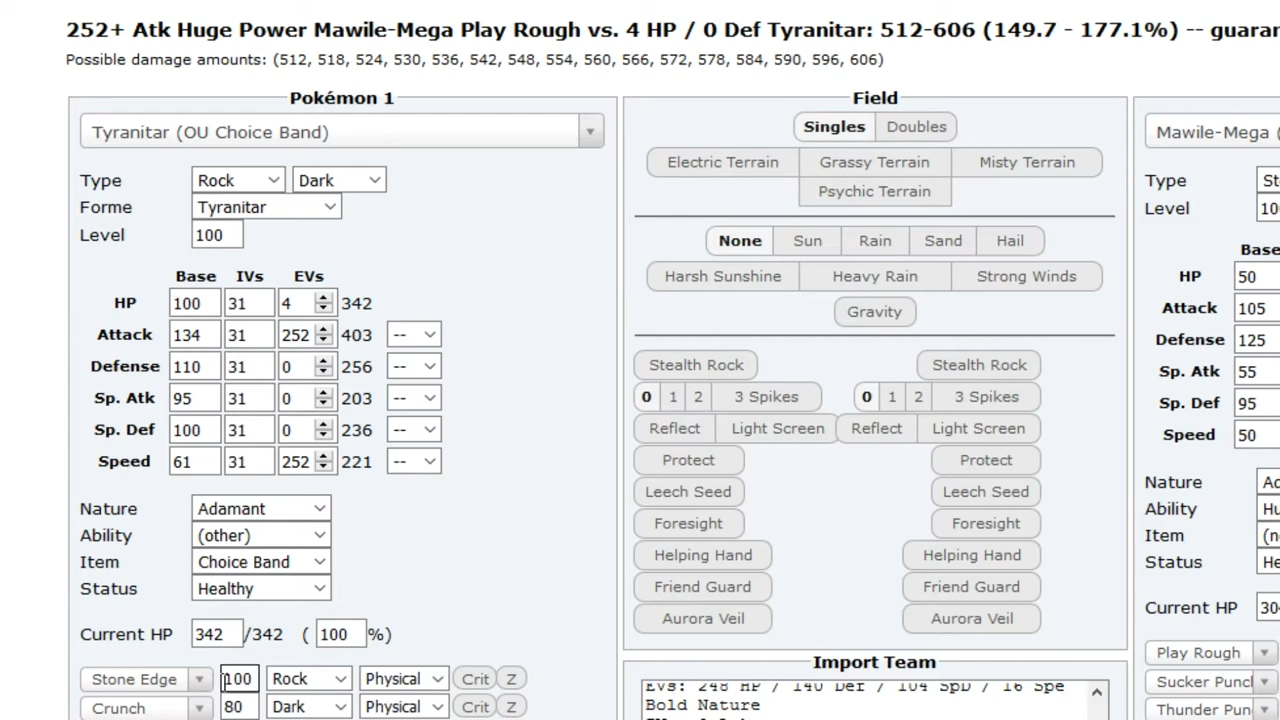 252+ Atk Huge Power Mawile-Mega Play Rough vs. 4 HP / 0 Def Tyranitar: 512-606 (149.7 - 177.1%) --
Possible damage amounts: (512, 518, 524, 530, 536, 542, 548, 554, 560, 566, 572, 578, 584, 590, 596, 606)
Pokémon 1
Tyranitar (OU Choice Band)
Type Rock Dark
Forme Tyranitar
Level 100
Base IVs EVs
HP 100 31 4 342
Attack 134 31 252 403 --
Defense 110 31 0 256 --
Sp. Atk 95 31 0 203 --
Sp. Def 100 31 0 236 --
Speed 61 31 252 221 --
Nature Adamant
Ability (other)
Item Choice Band
Status Healthy
Current HP 342 /342 ( 100 %)
Stone Edge 100 Rock Physical Crit Z
Crunch 80 Dark Physical Crit Z
Field
Singles Doubles
Electric Terrain Grassy Terrain Misty Terrain
Psychic Terrain
None Sun Rain Sand Hail
Harsh Sunshine Heavy Rain Strong Winds
Gravity
Stealth Rock Stealth Rock
0 1 2 3 Spikes 0 1 2 3 Spikes
Reflect Light Screen Reflect Light Screen
Protect Protect
Leech Seed Leech Seed
Foresight Foresight
Helping Hand Helping Hand
Friend Guard Friend Guard
Aurora Veil Aurora Veil
Import Team
EVs: 248 HP / 140 Def / 104 SpD / 16 Spe
Bold Nature
Mawile-Mega (
Type
Level
Base
HP 50
Attack 105
Defense 125
Sp. Atk 55
Sp. Def 95
Speed 50
Nature
Ability
Item
Status
Current HP
Play Rough
Sucker Punc
Thunder Pun